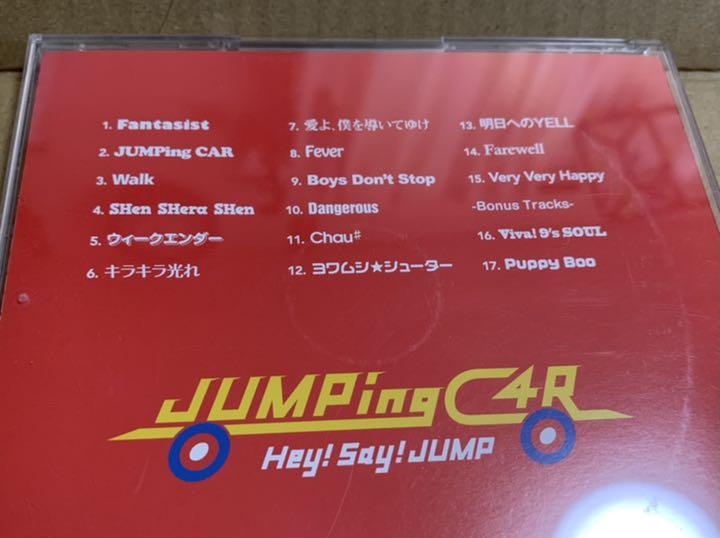 1. Fantasist
2. JUMPing CAR
3. Walk
4. SHen SHera SHen
5. ウィークエンダー
6. キラキラ光れ
7. 愛よ、僕を導いてゆけ
8. Fever
9. Boys Don't Stop
10. Dangerous
11. Chau♯
12. ヨワムシ★シューター
13. 明日へのYELL
14. Farewell
15. Very Very Happy
-Bonus Tracks-
16. Viva! 9's SOUL
17. Puppy Boo
JUMPing C4R
Hey! Say! JUMP